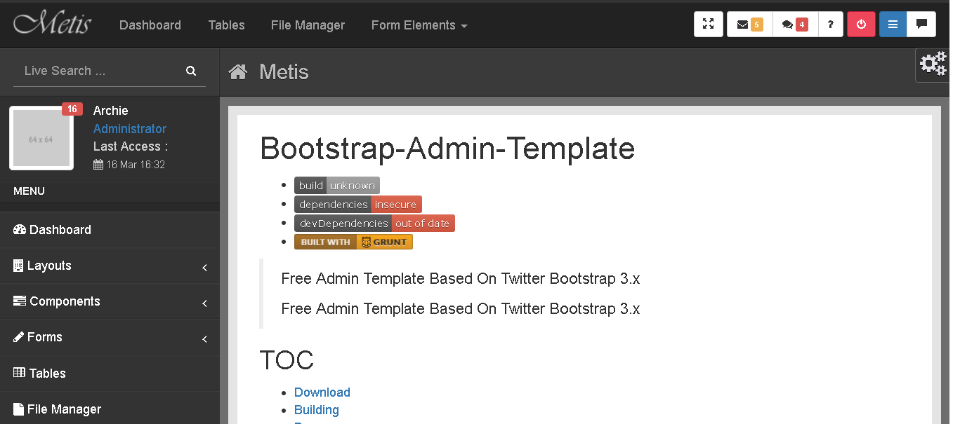 Metis Dashboard Tables File Manager Form Elements 5 4 ?
Live Search ...
Metis
16
Archie
Administrator
Last Access :
16 Mar 16:32
64 x 64
MENU
Dashboard
Layouts
Components
Forms
Tables
File Manager
Bootstrap-Admin-Template
build unknown
dependencies insecure
devDependencies out of date
BUILT WITH GRUNT
Free Admin Template Based On Twitter Bootstrap 3.x
Free Admin Template Based On Twitter Bootstrap 3.x
TOC
Download
Building